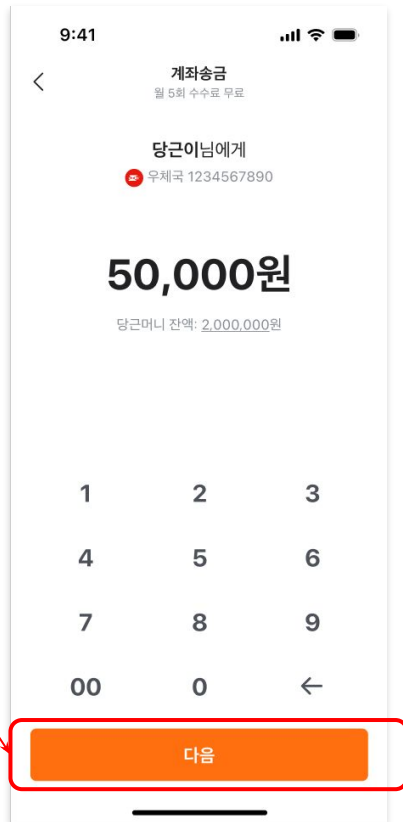 9:41
계좌송금
월 5회 수수료 무료
당근이님에게
우체국 1234567890
50,000원
당근머니 잔액: 2,000,000원
1 2 3
4 5 6
7 8 9
00 0 ←
다음